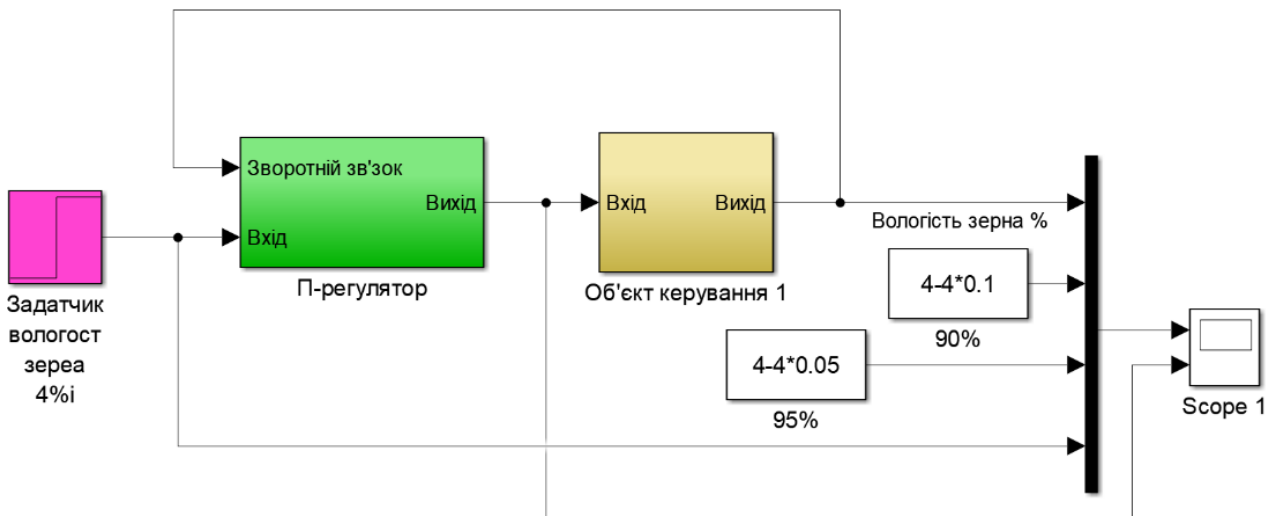 Зворотній зв'зок
Вхід
Вихід
П-регулятор
Вхід
Вихід
Об'єкт керування 1
Вологість зерна %
4-4*0.1
90%
4-4*0.05
95%
Задатчик
вологост
зереа
4%і
Scope 1